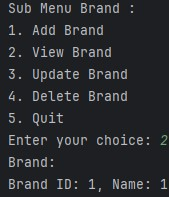 Sub Menu Brand :
1. Add Brand
2. View Brand
3. Update Brand
4. Delete Brand
5. Quit
Enter your choice: 2
Brand:
Brand ID: 1, Name: 1